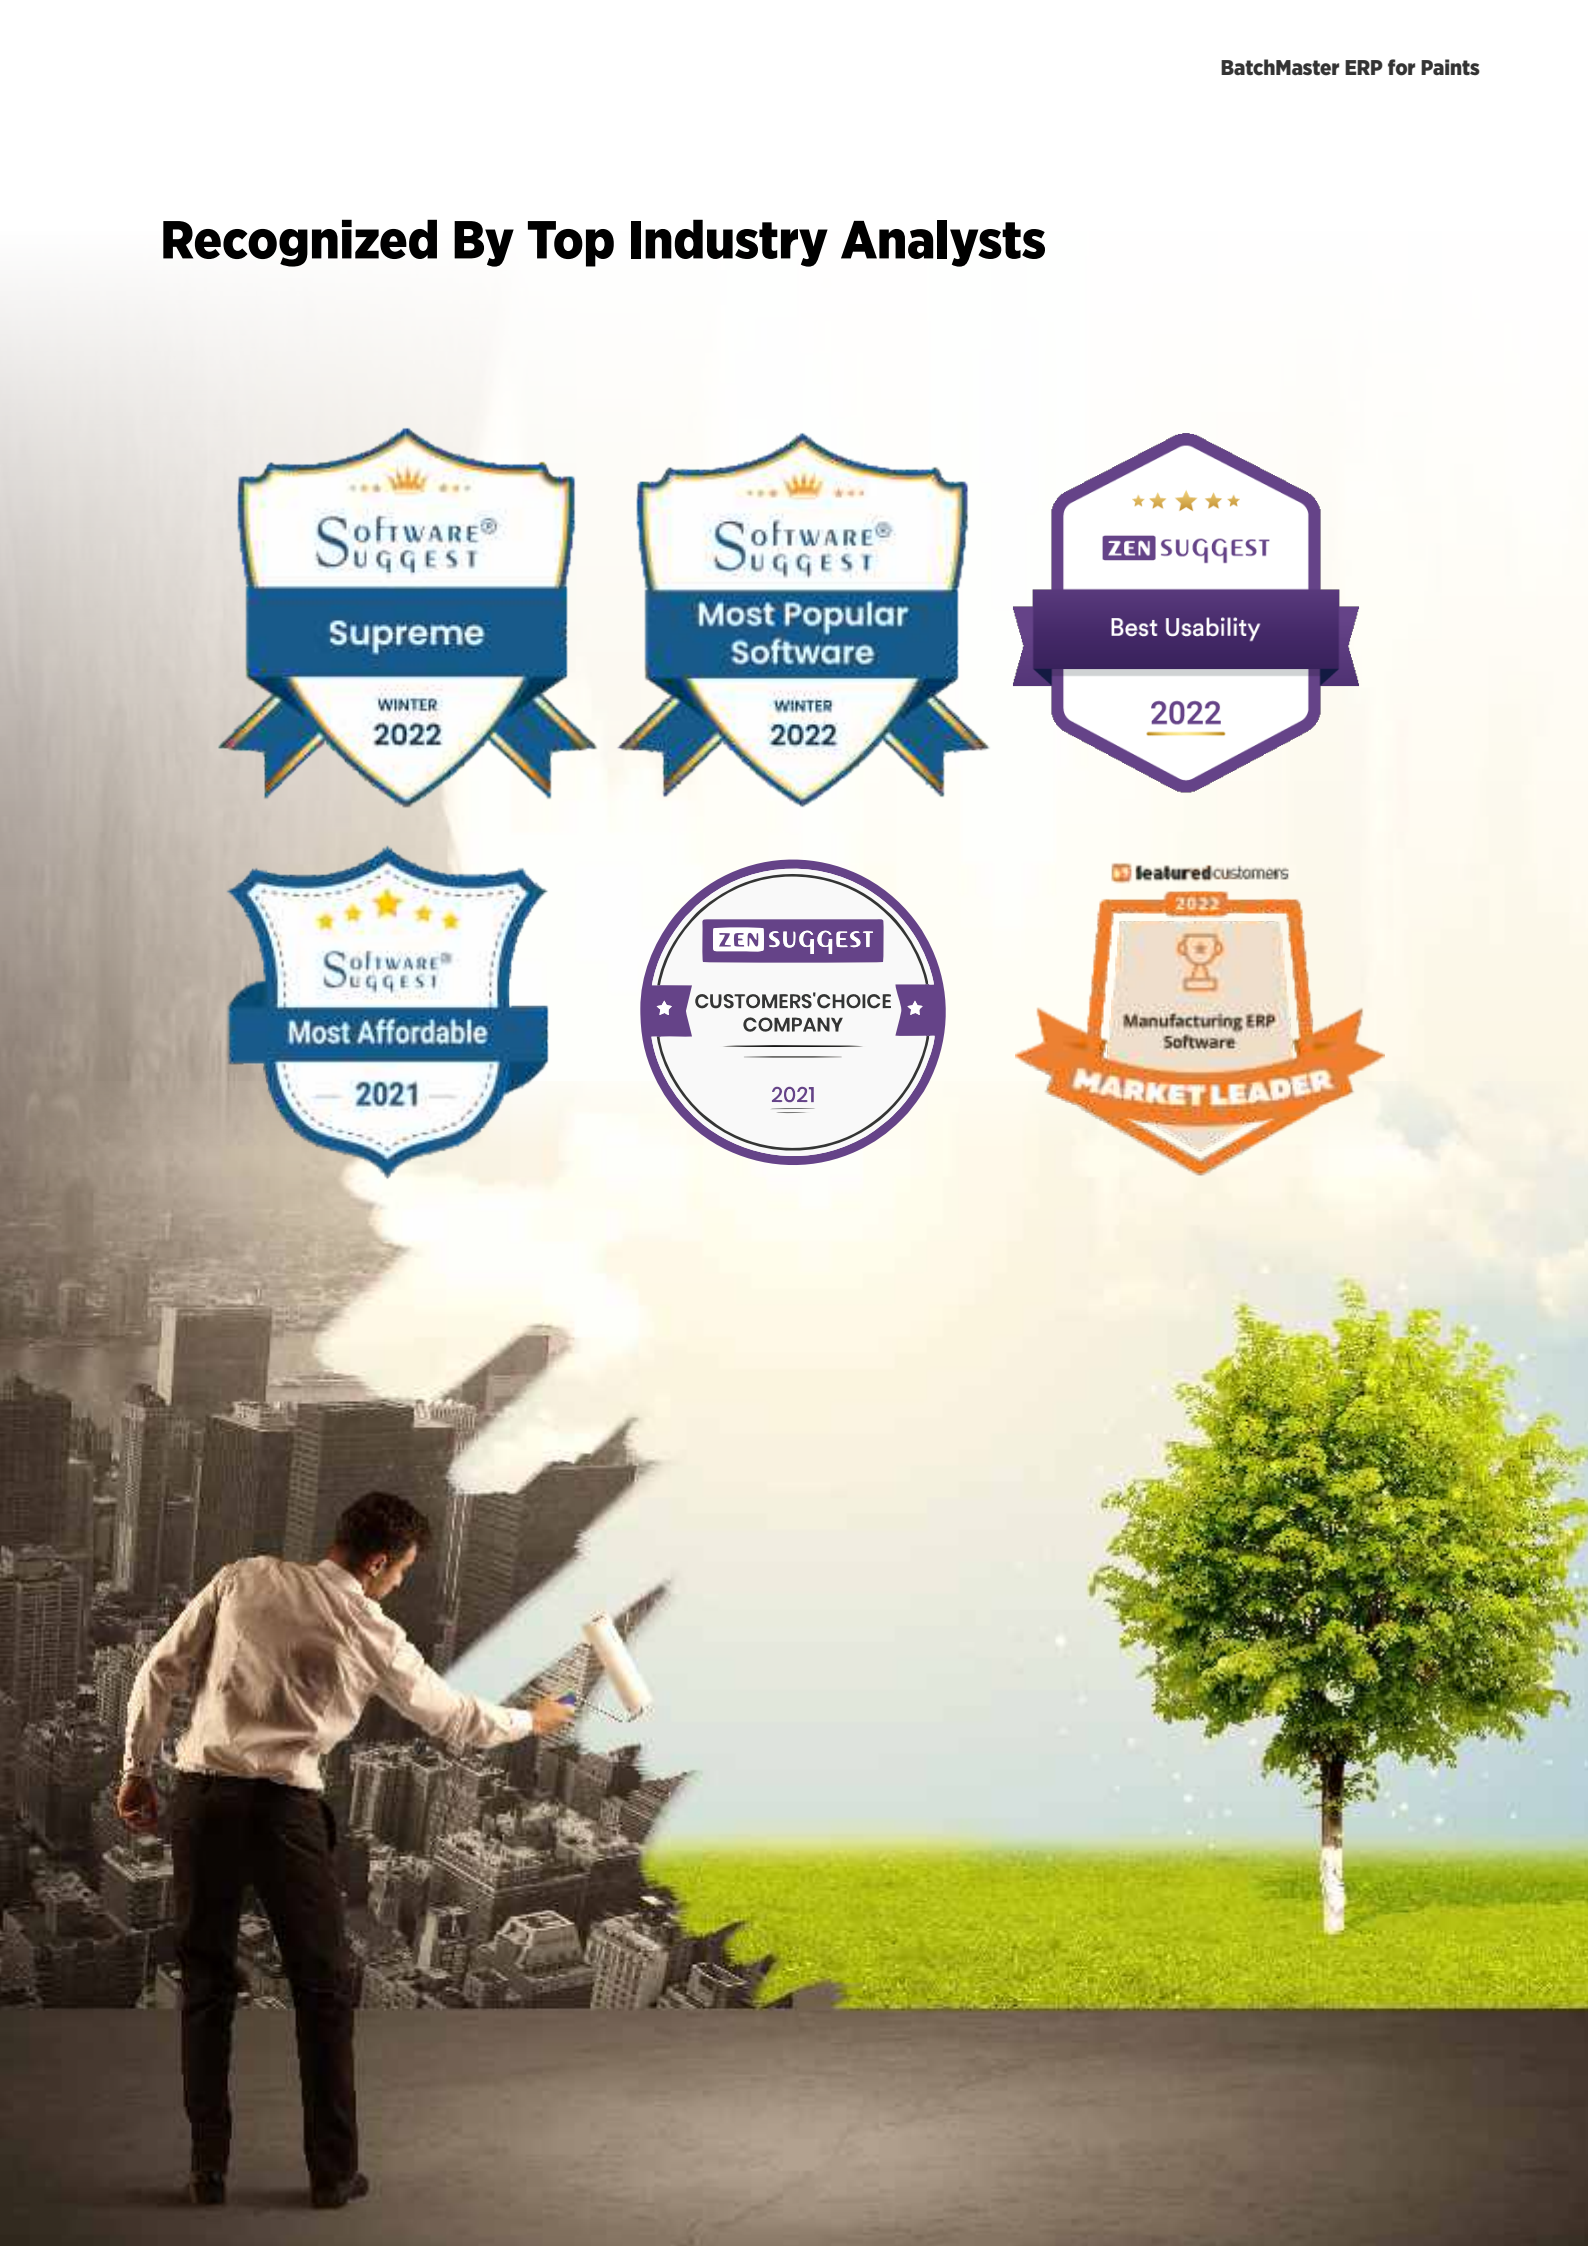 BatchMaster ERP for Paints
Recognized By Top Industry Analysts
SOFTWARE®
SUGGEST
Supreme
WINTER
2022
SOFTWARE®
SUGGEST
Most Popular
Software
WINTER
2022
ZEN SUGGEST
Best Usability
2022
SOFTWARE®
SUGGEST
Most Affordable
2021
ZEN SUGGEST
CUSTOMERS'CHOICE
COMPANY
2021
featuredcustomers
2022
Manufacturing ERP
Software
MARKET LEADER